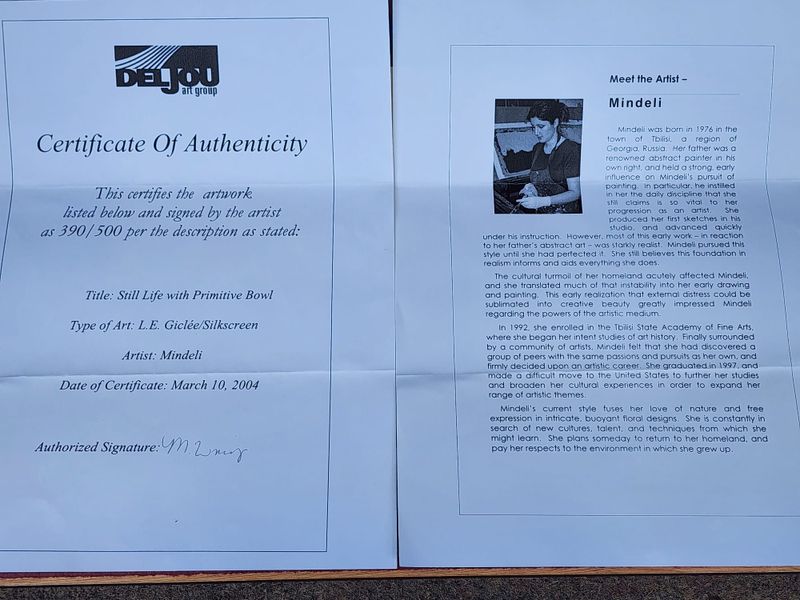 DELJOU
art group
Certificate Of Authenticity
This certifies the artwork
listed below and signed by the artist
as 390/500 per the description as stated:
Title: Still Life with Primitive Bowl
Type of Art: L.E. Giclée/Silkscreen
Artist: Mindeli
Date of Certificate: March 10, 2004
Authorized Signature:
Meet the Artist –
Mindeli
Mindeli was born in 1976 in the
town of Tbilisi, a region of
Georgia, Russia. Her father was a
renowned abstract painter in his
own right, and held a strong, early
influence on Mindeli's pursuit of
painting. In particular, he instilled
in her the daily discipline that she
still claims is so vital to her
progression as an artist. She
produced her first sketches in his
studio, and advanced quickly
under his instruction. However, most of this early work – in reaction
to her father's abstract art – was starkly realist. Mindeli pursued this
style until she had perfected it. She still believes this foundation in
realism informs and aids everything she does.
The cultural turmoil of her homeland acutely affected Mindeli,
and she translated much of that instability into her early drawing
and painting. This early realization that external distress could be
sublimated into creative beauty greatly impressed Mindeli
regarding the powers of the artistic medium.
In 1992, she enrolled in the Tbilisi State Academy of Fine Arts,
where she began her intent studies of art history. Finally surrounded
by a community of artists, Mindeli felt that she had discovered a
group of peers with the same passions and pursuits as her own, and
firmly decided upon an artistic career. She graduated in 1997, and
made a difficult move to the United States to further her studies
and broaden her cultural experiences in order to expand her
range of artistic themes.
Mindeli's current style fuses her love of nature and free
expression in intricate, buoyant floral designs. She is constantly in
search of new cultures, talent, and techniques from which she
might learn. She plans someday to return to her homeland, and
pay her respects to the environment in which she grew up.